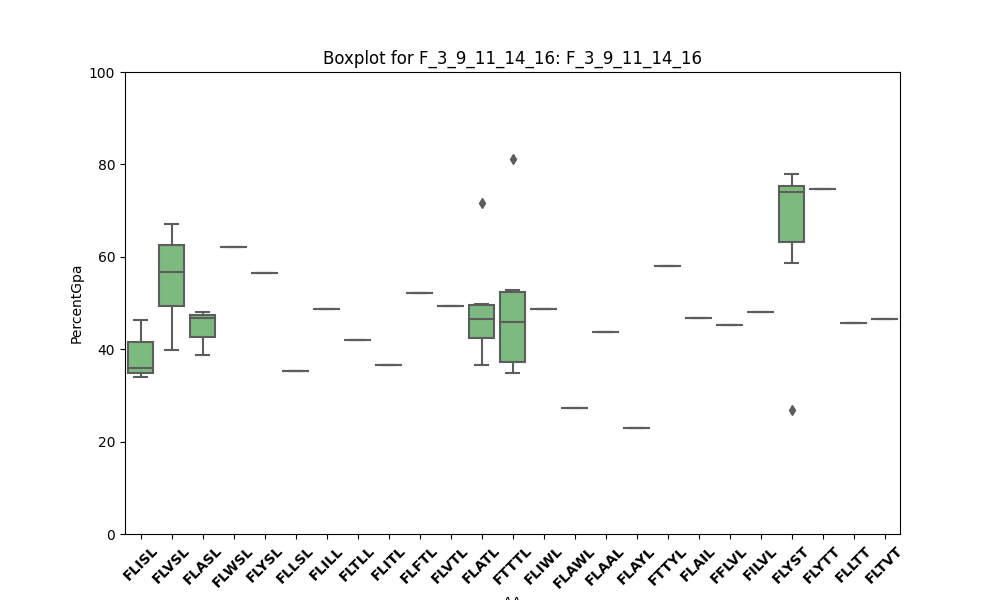 Boxplot for F_3_9_11_14_16: F_3_9_11_14_16
100
80
60
40
20
0
PercentGpa
FLISL
FLVSL
FLASL
FLWSL
FLYSL
FLLSL
FLILL
FLTLL
FLITL
FLFTL
FLVTL
FLATL
FTTTL
FLIWL
FLAWL
FLAAL
FLAYL
FTTYL
FLAIL
FFLVL
FILVL
FLYST
FLYTT
FLLTT
FLTVT